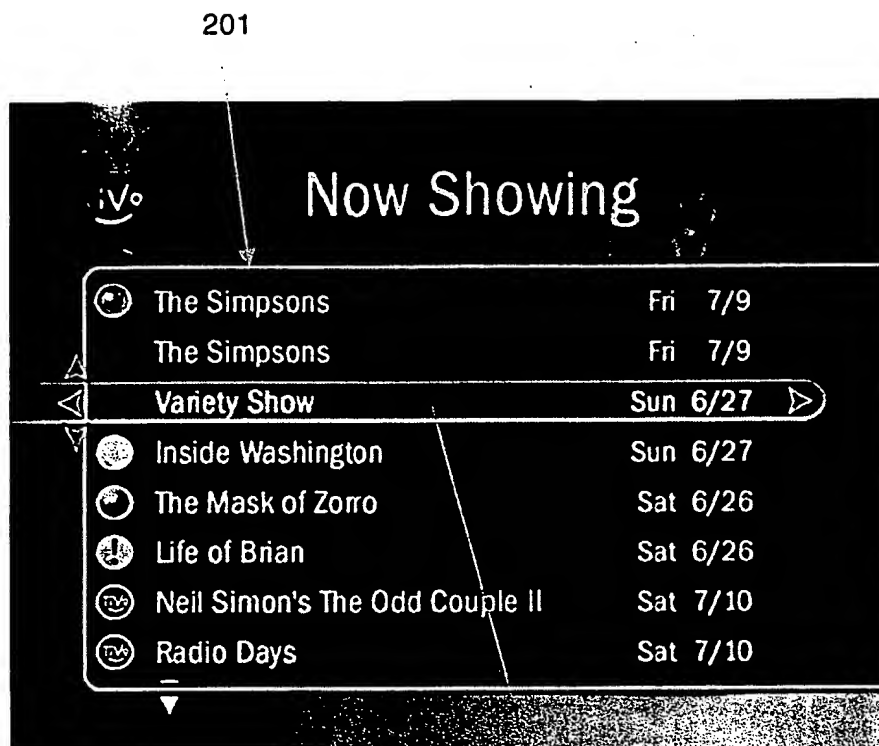 201
iVo
Now Showing
The Simpsons Fri 7/9
The Simpsons Fri 7/9
Variety Show Sun 6/27
Inside Washington Sun 6/27
The Mask of Zorro Sat 6/26
Life of Brian Sat 6/26
TiVo Neil Simon's The Odd Couple II Sat 7/10
TiVo Radio Days Sat 7/10